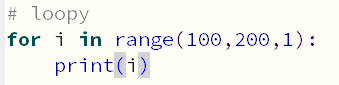 # loopy
for i in range(100,200,1):
    print(i)